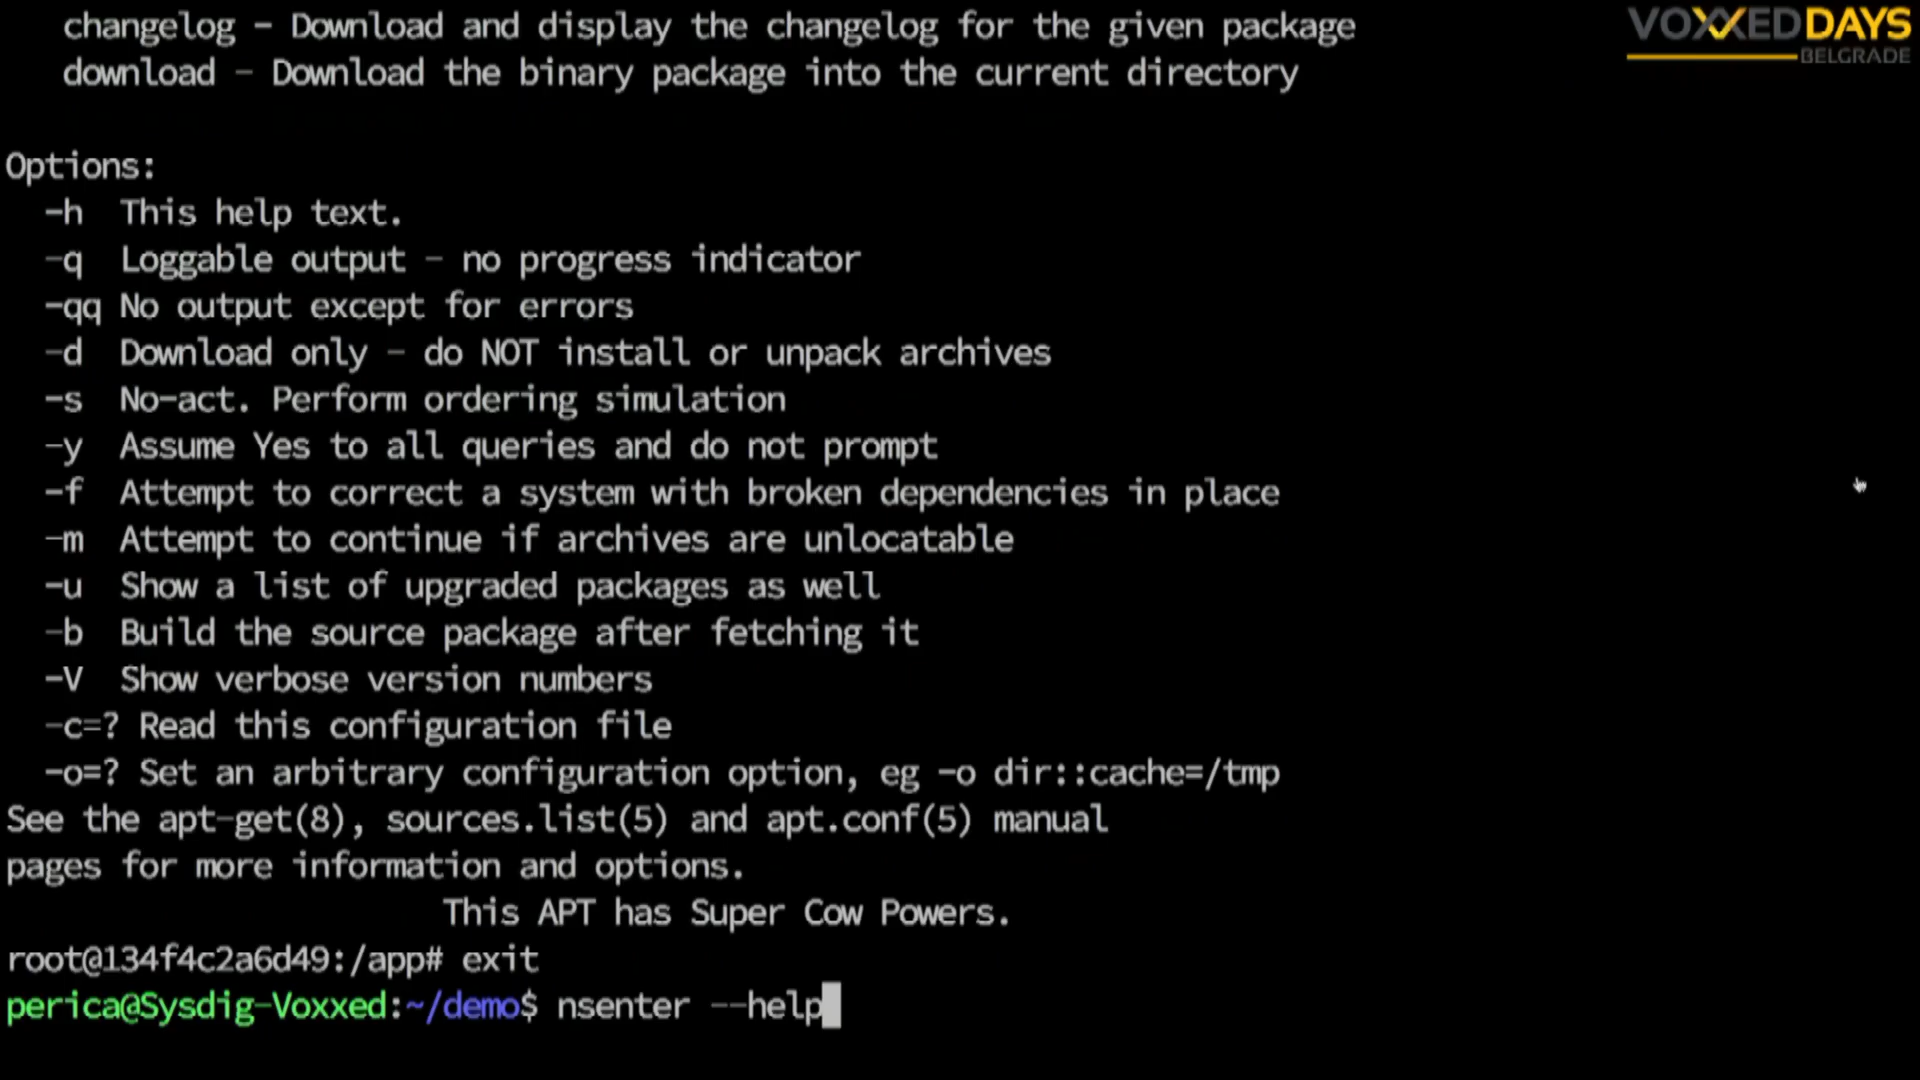 changelog - Download and display the changelog for the given package
download - Download the binary package into the current directory
VOXXEDDAYS
BELGRADE
Options:
-h This help text.
-q Loggable output - no progress indicator
-qq No output except for errors
-d Download only - do NOT install or unpack archives
-s No-act. Perform ordering simulation
-y Assume Yes to all queries and do not prompt
-f Attempt to correct a system with broken dependencies in place
-m Attempt to continue if archives are unlocatable
-u Show a list of upgraded packages as well
-b Build the source package after fetching it
-V Show verbose version numbers
-c=? Read this configuration file
-o=? Set an arbitrary configuration option, eg -o dir::cache=/tmp
See the apt-get(8), sources.list(5) and apt.conf(5) manual
pages for more information and options.
This APT has Super Cow Powers.
root@134f4c2a6d49:/app# exit
perica@Sysdig-Voxxed:~/demo$ nsenter --help